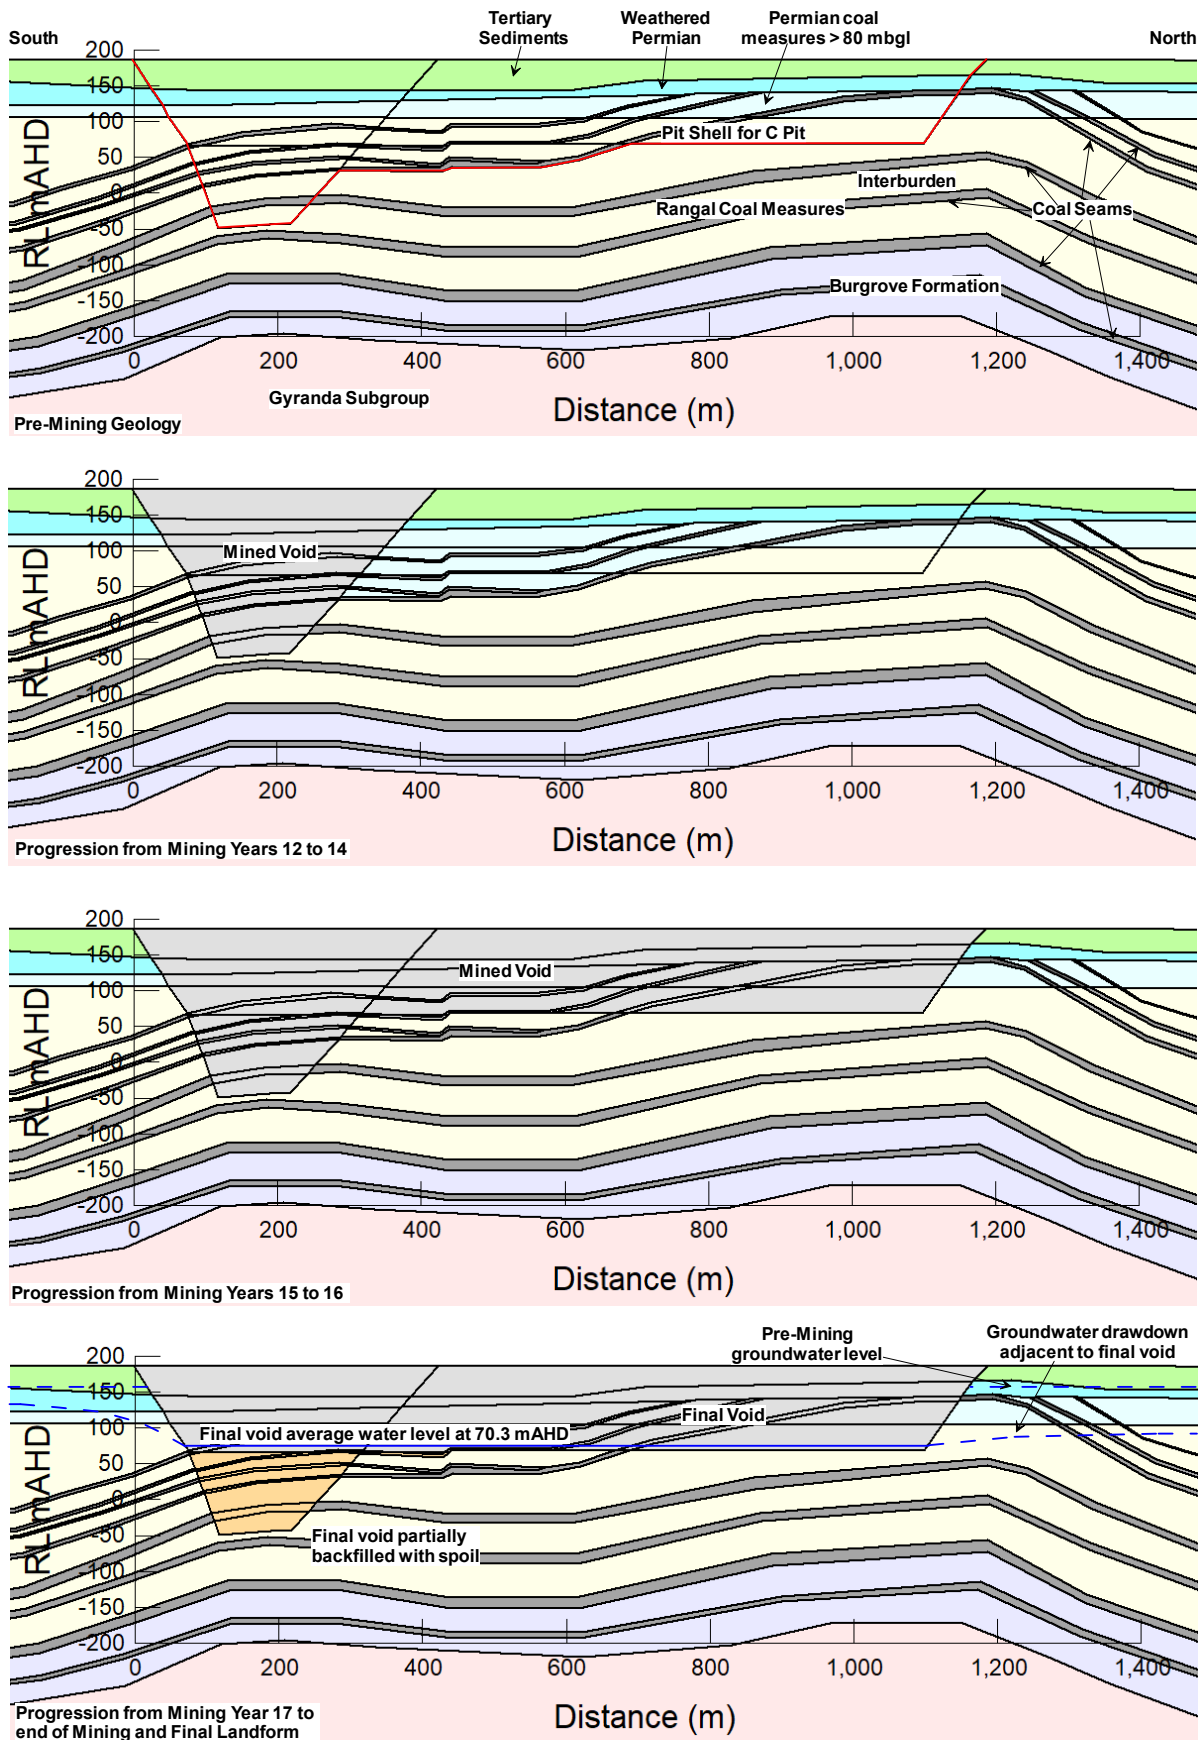 South
Tertiary
Sediments
Weathered
Permian
Permian coal
measures > 80 mbgl
North
RL mAHD
200
150
100
50
0
-50
-100
-150
-200
Pit Shell for C Pit
Interburden
Rangal Coal Measures
Coal Seams
Burgrove Formation
0
200
400
600
800
1,000
1,200
1,400
Gyranda Subgroup
Distance (m)
Pre-Mining Geology
RL mAHD
200
150
100
50
0
-50
-100
-150
-200
Mined Void
0
200
400
600
800
1,000
1,200
1,400
Distance (m)
Progression from Mining Years 12 to 14
RL mAHD
200
150
100
50
0
-50
-100
-150
-200
Mined Void
0
200
400
600
800
1,000
1,200
1,400
Distance (m)
Progression from Mining Years 15 to 16
Pre-Mining
groundwater level
Groundwater drawdown
adjacent to final void
RL mAHD
200
150
100
50
0
-50
-100
-150
-200
Final Void
Final void average water level at 70.3 mAHD
Final void partially
backfilled with spoil
0
200
400
600
800
1,000
1,200
1,400
Distance (m)
Progression from Mining Year 17 to
end of Mining and Final Landform